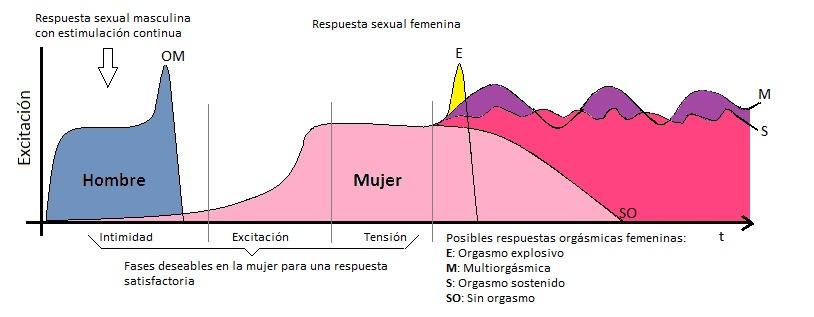 Respuesta sexual masculina
con estimulación continua
Respuesta sexual femenina
OM
E
M
S
Excitación
Hombre
Mujer
SO
Intimidad
Excitación
Tensión
t
Fases deseables en la mujer para una respuesta
satisfactoria
Posibles respuestas orgásmicas femeninas:
E: Orgasmo explosivo
M: Multiorgásmica
S: Orgasmo sostenido
SO: Sin orgasmo